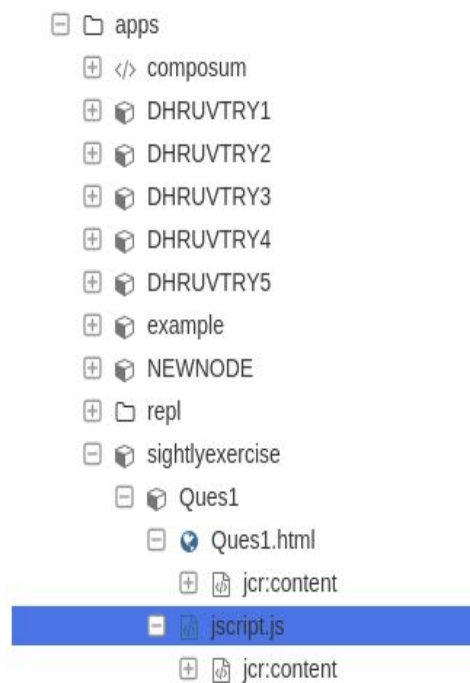 apps
composum
DHRUVTRY1
DHRUVTRY2
DHRUVTRY3
DHRUVTRY4
DHRUVTRY5
example
NEWNODE
repl
sightlyexercise
Ques1
Ques1.html
jcr:content
jscript.js
jcr:content